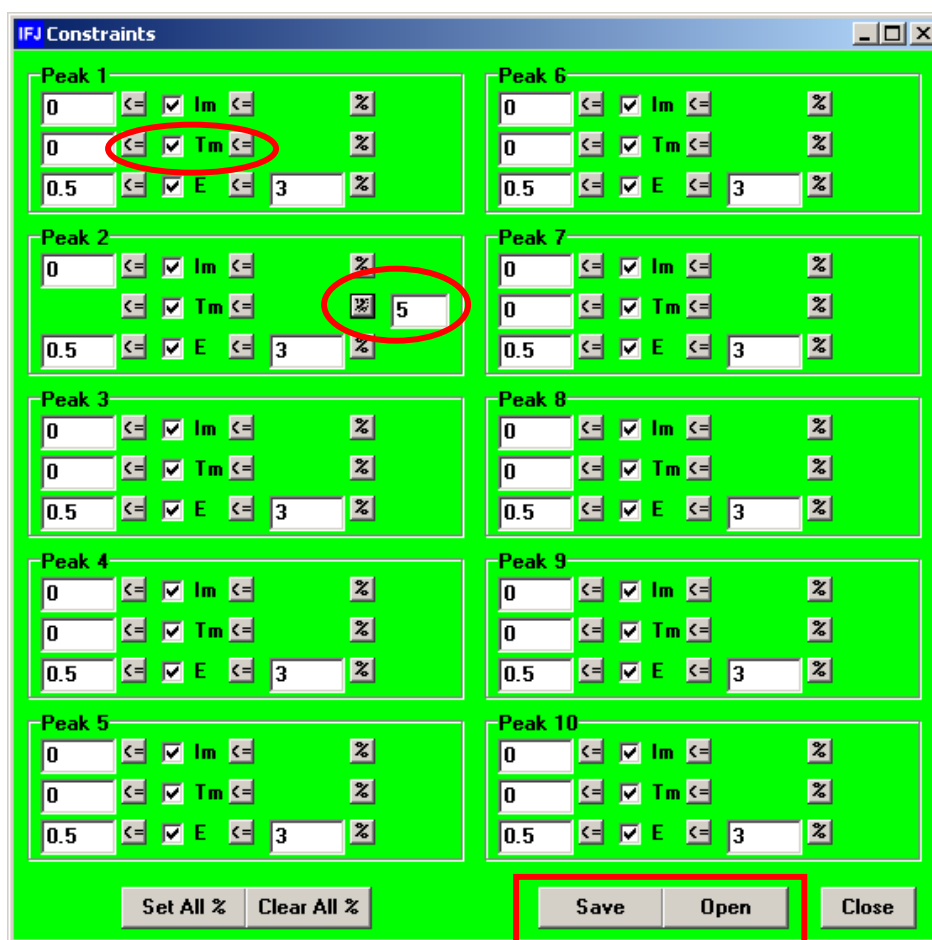 IFJ Constraints
Peak 1
0 <= Im <= %
0 <= Tm <= %
0.5 <= E <= 3 %
Peak 2
0 <= Im <= %
<= Tm <= % 5
0.5 <= E <= 3 %
Peak 3
0 <= Im <= %
0 <= Tm <= %
0.5 <= E <= 3 %
Peak 4
0 <= Im <= %
0 <= Tm <= %
0.5 <= E <= 3 %
Peak 5
0 <= Im <= %
0 <= Tm <= %
0.5 <= E <= 3 %
Peak 6
0 <= Im <= %
0 <= Tm <= %
0.5 <= E <= 3 %
Peak 7
0 <= Im <= %
0 <= Tm <= %
0.5 <= E <= 3 %
Peak 8
0 <= Im <= %
0 <= Tm <= %
0.5 <= E <= 3 %
Peak 9
0 <= Im <= %
0 <= Tm <= %
0.5 <= E <= 3 %
Peak 10
0 <= Im <= %
0 <= Tm <= %
0.5 <= E <= 3 %
Set All % Clear All % Save Open Close